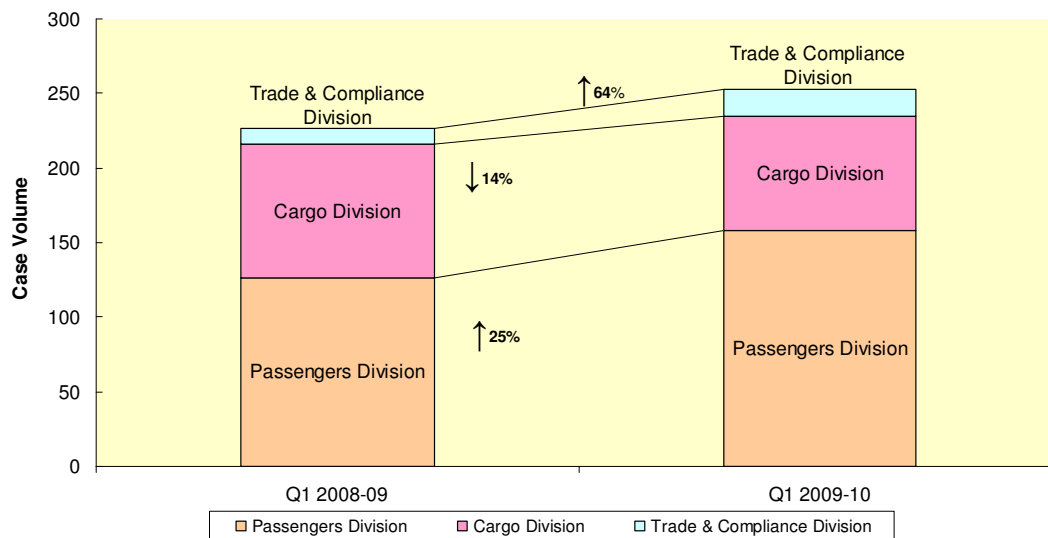 300
250
200
150
100
50
0
Case Volume
Trade & Compliance
Division
Cargo Division
Passengers Division
64%
14%
25%
Trade & Compliance
Division
Cargo Division
Passengers Division
Q1 2008-09
Q1 2009-10
Passengers Division
Cargo Division
Trade & Compliance Division